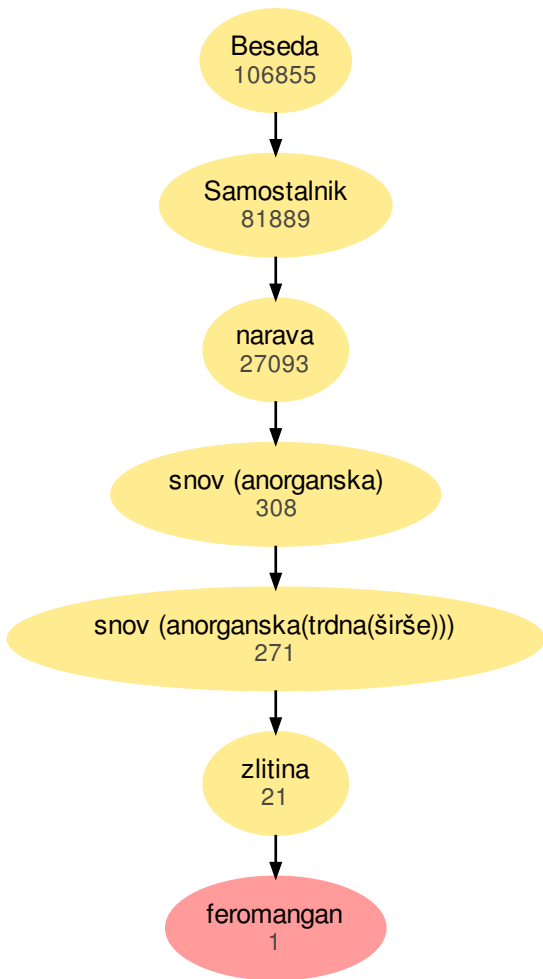 Beseda
106855
Samostalnik
81889
narava
27093
snov (anorganska)
308
snov (anorganska(trdna(širše)))
271
zlitina
21
feromangan
1